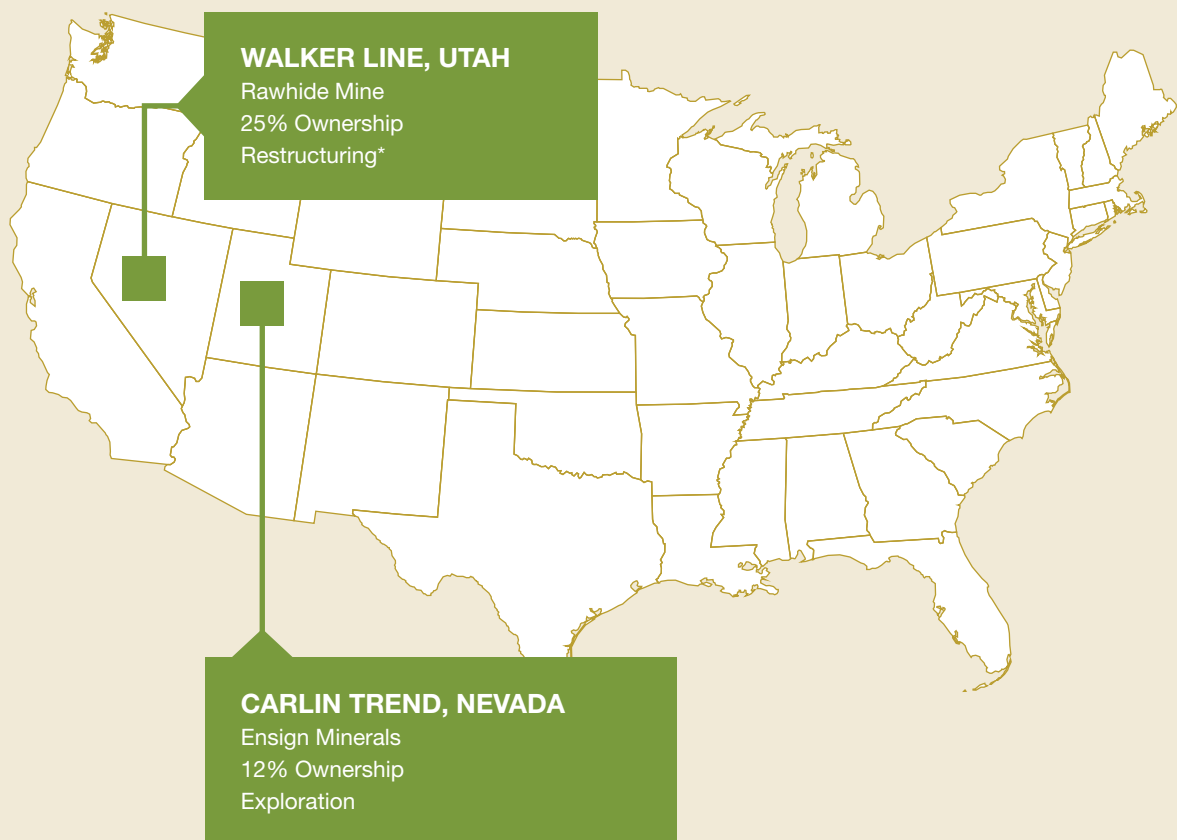 WALKER LINE, UTAH
Rawhide Mine
25% Ownership
Restructuring*
CARLIN TREND, NEVADA
Ensign Minerals
12% Ownership
Exploration